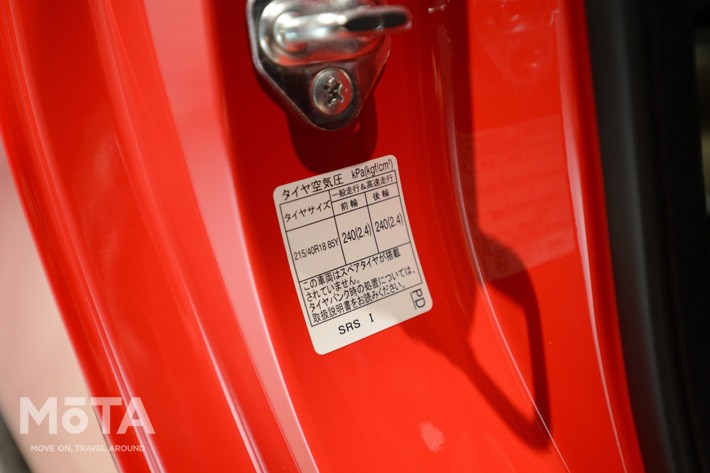 タイヤ空気圧 kPa(kgf/cm²)
タイヤサイズ 一般走行&高速走行
前輪 後輪
215/40R18 85Y 240(2.4) 240(2.4)
この車両はスペアタイヤが搭載
されていません。
タイヤパンク時の処置については、
取扱説明書をお読みください。
PD
SRS I
MōTA
MOVE ON, TRAVEL AROUND